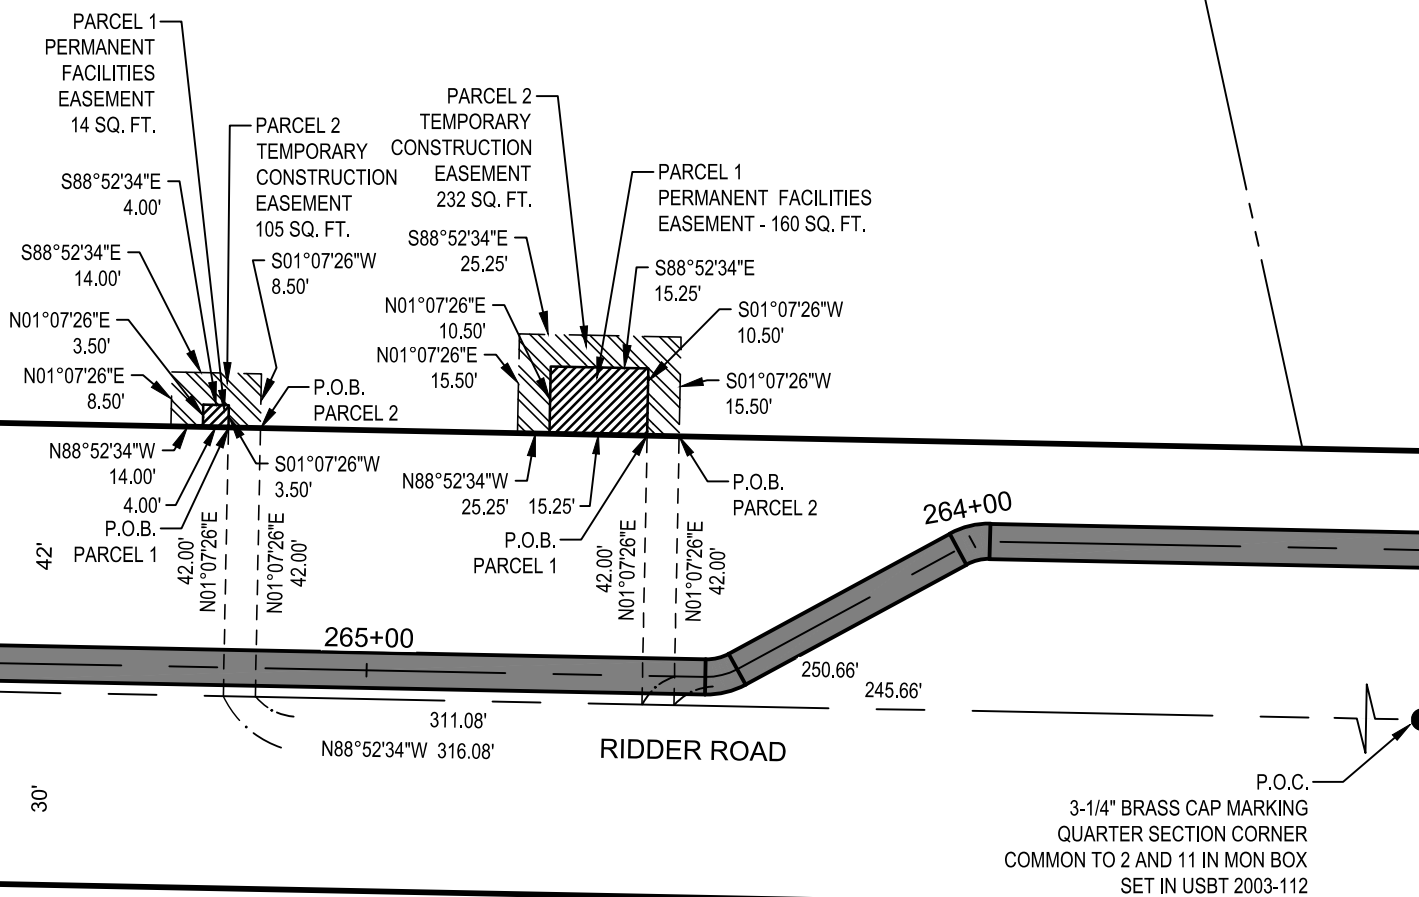 PARCEL 1
PERMANENT
FACILITIES
EASEMENT
14 SQ. FT.
PARCEL 2
TEMPORARY
CONSTRUCTION
EASEMENT
105 SQ. FT.
S88°52'34"E
4.00'
S88°52'34"E
14.00'
N01°07'26"E
3.50'
N01°07'26"E
8.50'
S01°07'26"W
8.50'
P.O.B.
PARCEL 2
N88°52'34"W
14.00'
4.00'
P.O.B.
PARCEL 1
S01°07'26"W
3.50'
42.00'
N01°07'26"E
N01°07'26"E
42.00'
PARCEL 2
TEMPORARY
CONSTRUCTION
EASEMENT
232 SQ. FT.
PARCEL 1
PERMANENT FACILITIES
EASEMENT - 160 SQ. FT.
S88°52'34"E
25.25'
N01°07'26"E
10.50'
N01°07'26"E
15.50'
S88°52'34"E
15.25'
S01°07'26"W
10.50'
S01°07'26"W
15.50'
N88°52'34"W
25.25'
15.25'
P.O.B.
PARCEL 1
P.O.B.
PARCEL 2
42.00'
N01°07'26"E
N01°07'26"E
42.00'
264+00
42'
265+00
250.66'
245.66'
311.08'
N88°52'34"W 316.08'
RIDDER ROAD
30'
P.O.C.
3-1/4" BRASS CAP MARKING
QUARTER SECTION CORNER
COMMON TO 2 AND 11 IN MON BOX
SET IN USBT 2003-112